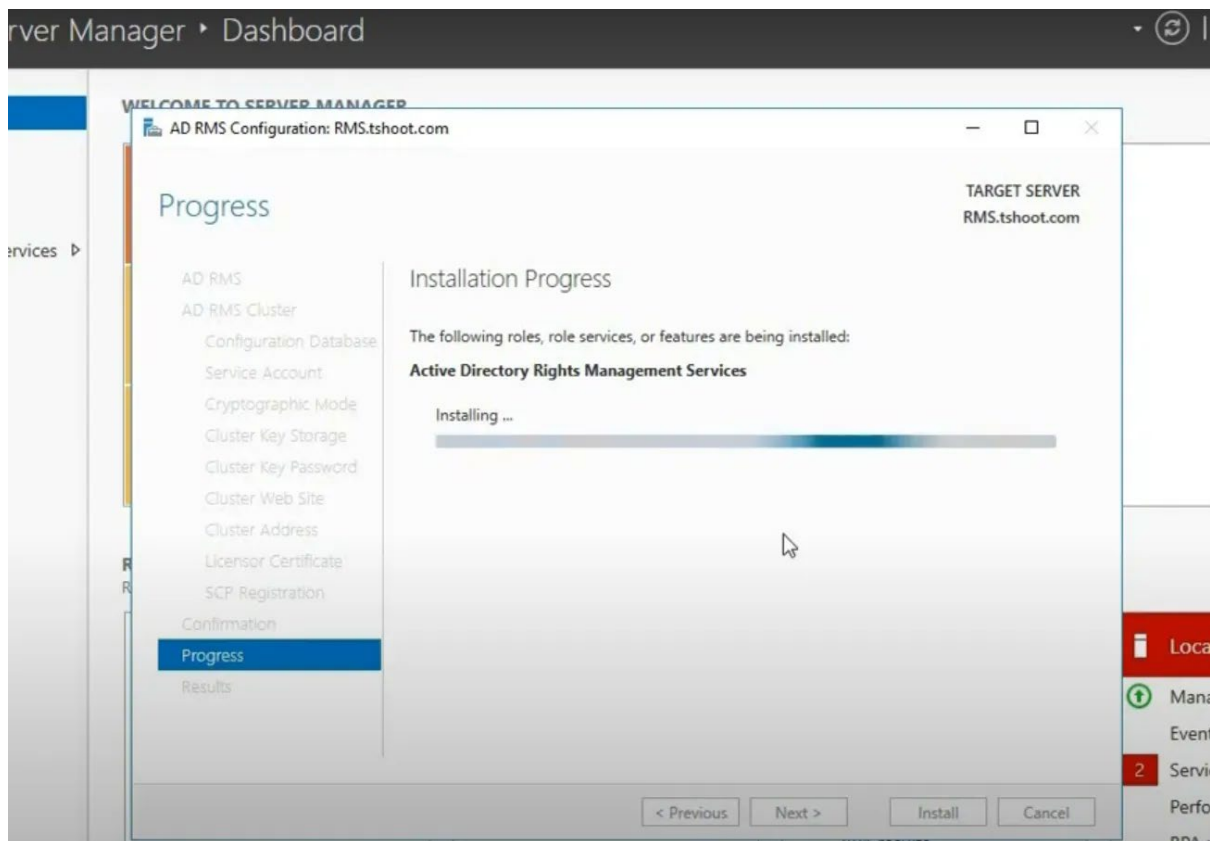 rver Manager ‣ Dashboard
WELCOME TO SERVER MANAGER
AD RMS Configuration: RMS.tshoot.com
Progress
TARGET SERVER
RMS.tshoot.com
ervices
AD RMS
AD RMS Cluster
Configuration Database
Service Account
Cryptographic Mode
Cluster Key Storage
Cluster Key Password
Cluster Web Site
Cluster Address
Licensor Certificate
SCP Registration
Confirmation
Progress
Results
Installation Progress
The following roles, role services, or features are being installed:
Active Directory Rights Management Services
Installing ...
R
R
Loca
Mana
Event
2 Servi
Perfo
< Previous
Next >
Install
Cancel